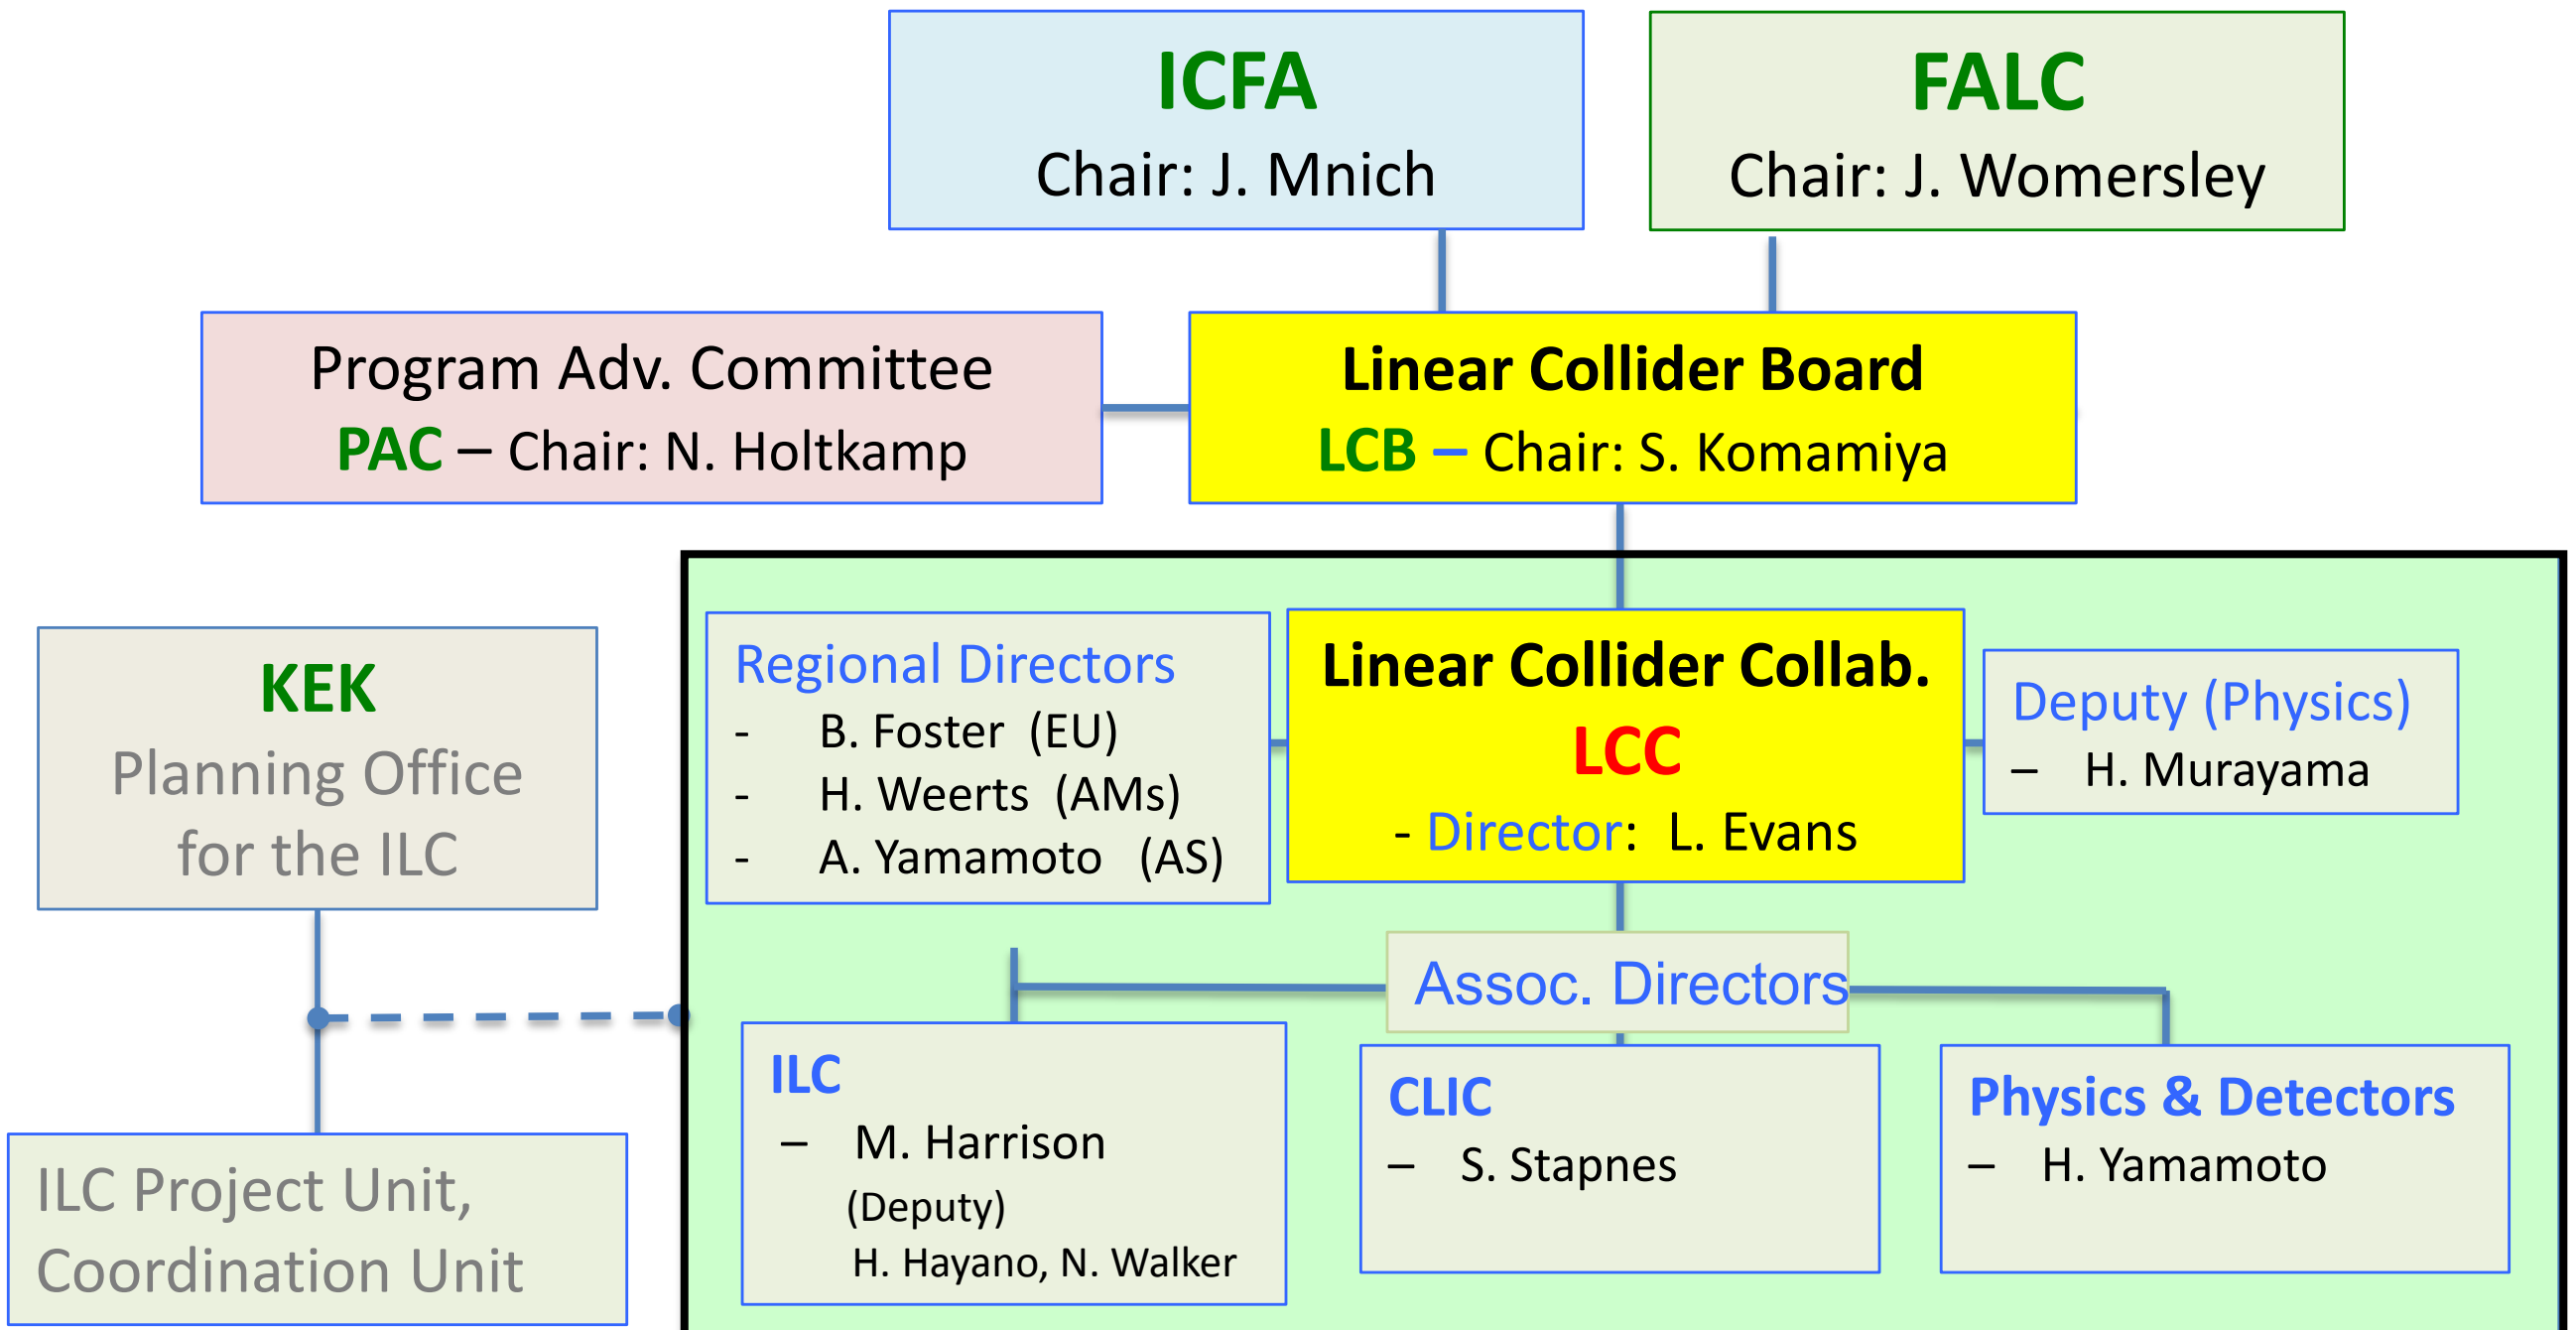 ICFA
Chair: J. Mnich
FALC
Chair: J. Womersley
Program Adv. Committee
PAC – Chair: N. Holtkamp
Linear Collider Board
LCB – Chair: S. Komamiya
KEK
Planning Office
for the ILC
Regional Directors
- B. Foster (EU)
- H. Weerts (AMs)
- A. Yamamoto (AS)
Linear Collider Collab.
LCC
- Director: L. Evans
Deputy (Physics)
– H. Murayama
Assoc. Directors
ILC Project Unit,
Coordination Unit
ILC
– M. Harrison
(Deputy)
H. Hayano, N. Walker
CLIC
– S. Stapnes
Physics & Detectors
– H. Yamamoto